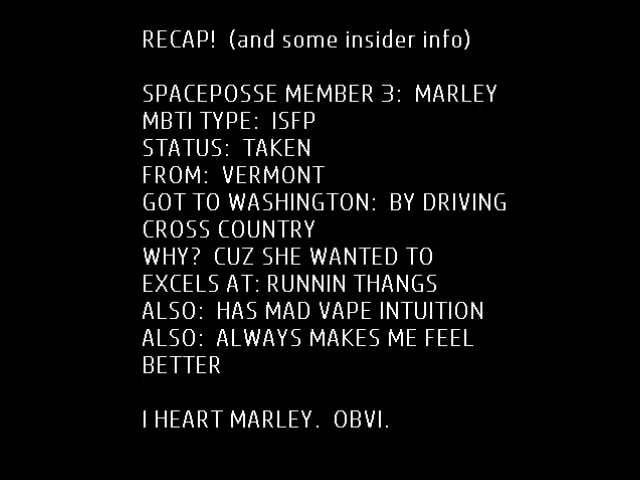 RECAP!  (and some insider info)
SPACEPOSSE MEMBER 3:  MARLEY
MBTI TYPE:  ISFP
STATUS:  TAKEN
FROM:  VERMONT
GOT TO WASHINGTON:  BY DRIVING
CROSS COUNTRY
WHY?  CUZ SHE WANTED TO
EXCELS AT: RUNNIN THANGS
ALSO:  HAS MAD VAPE INTUITION
ALSO:  ALWAYS MAKES ME FEEL
BETTER
I HEART MARLEY.  OBVI.